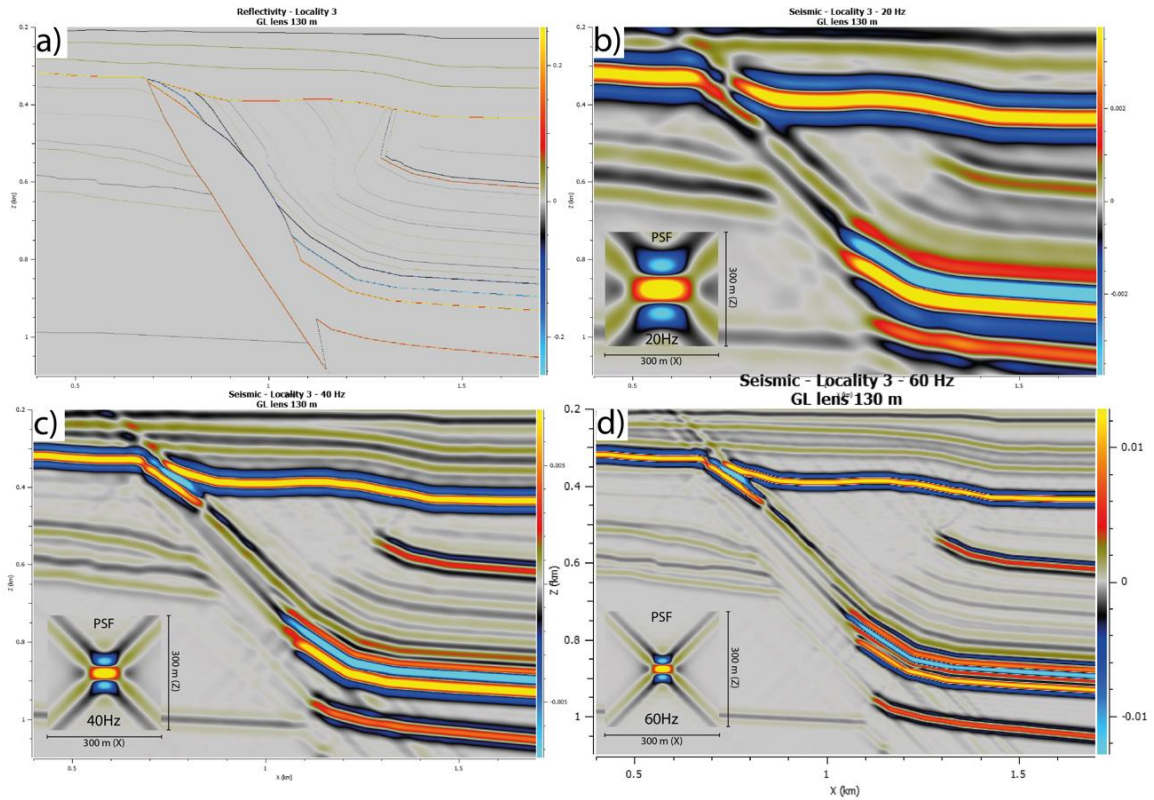 a)
Reflectivity - Locality 3
GL lens 130 m
0.2
0.4
0.6
0.8
1
Z (km)
0.5
1
1.5
0.2
0
-0.2
b)
Seismic - Locality 3 - 20 Hz
GL lens 130 m
0.2
0.4
0.6
0.8
1
Z (km)
0.5
1
1.5
0.002
0
-0.002
PSF
20Hz
300 m (Z)
300 m (X)
c)
Seismic - Locality 3 - 40 Hz
GL lens 130 m
0.2
0.4
0.6
0.8
1
Z (km)
0.5
1
1.5
X (km)
0.005
-0.005
PSF
40Hz
300 m (Z)
300 m (X)
d)
Seismic - Locality 3 - 60 Hz
GL lens 130 m
0.2
0.4
0.6
0.8
1
Z (km)
0.5
1
1.5
X (km)
0.01
0
-0.01
PSF
60Hz
300 m (Z)
300 m (X)